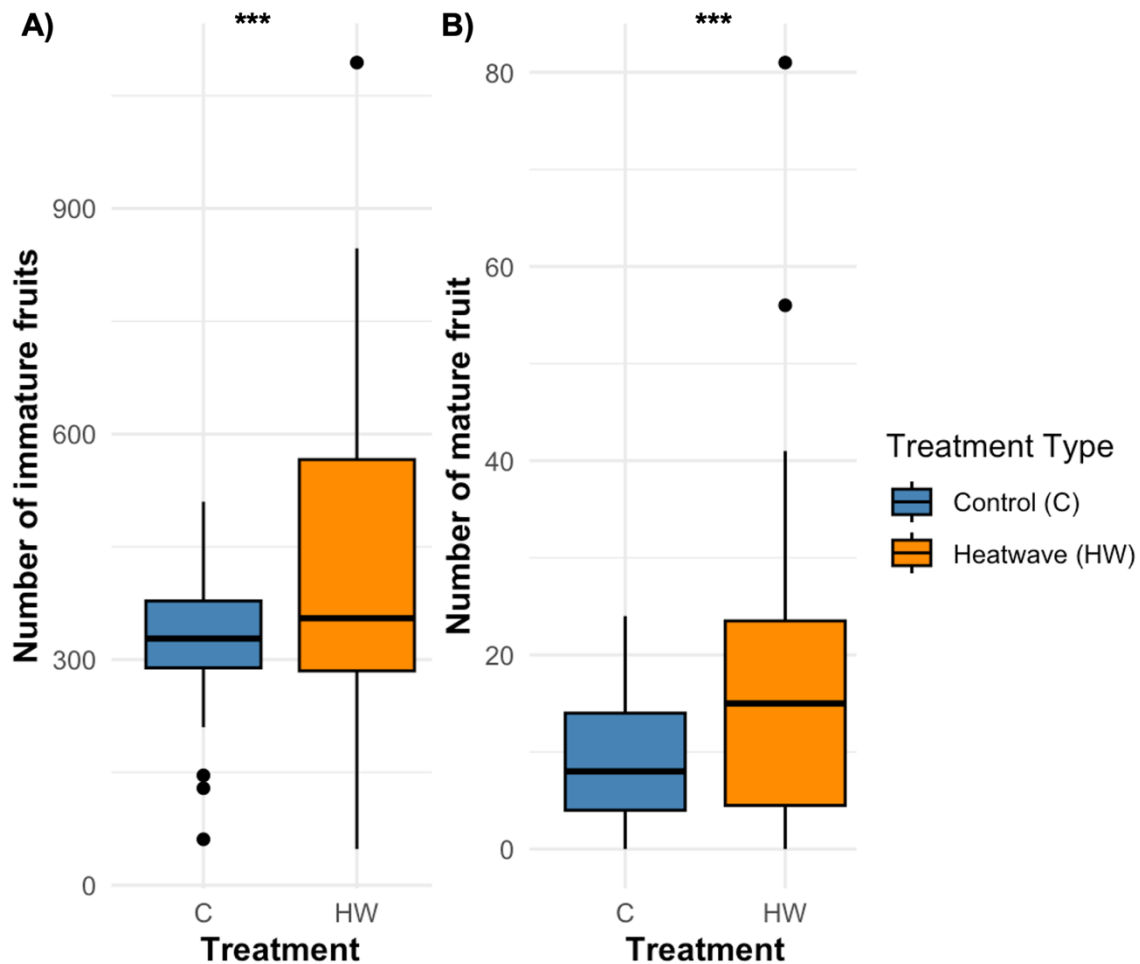 A)
***
Number of immature fruits
900
600
300
0
C
HW
Treatment
B)
***
Number of mature fruit
80
60
40
20
0
C
HW
Treatment
Treatment Type
Control (C)
Heatwave (HW)